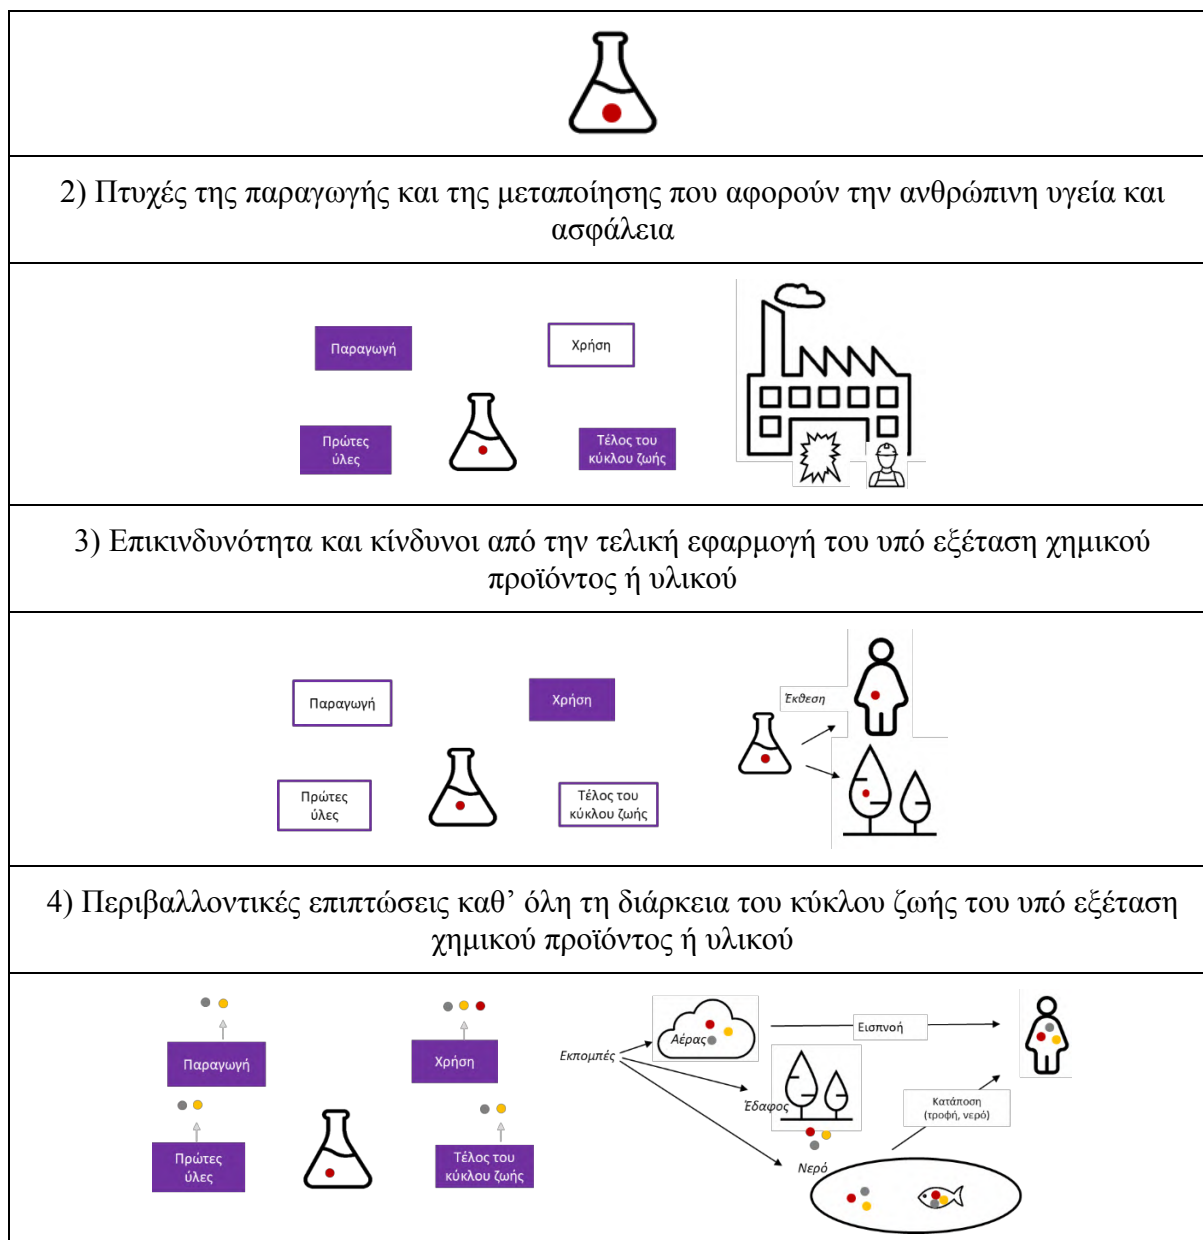 2) Πτυχές της παραγωγής και της μεταποίησης που αφορούν την ανθρώπινη υγεία και
ασφάλεια
Παραγωγή
Χρήση
Πρώτες
ύλες
Τέλος του
κύκλου ζωής
3) Επικινδυνότητα και κίνδυνοι από την τελική εφαρμογή του υπό εξέταση χημικού
προϊόντος ή υλικού
Παραγωγή
Χρήση
Έκθεση
Πρώτες
ύλες
Τέλος του
κύκλου ζωής
4) Περιβαλλοντικές επιπτώσεις καθ’ όλη τη διάρκεια του κύκλου ζωής του υπό εξέταση
χημικού προϊόντος ή υλικού
Παραγωγή
Χρήση
Πρώτες
ύλες
Τέλος του
κύκλου ζωής
Εκπομπές
Αέρας
Εισπνοή
Έδαφος
Κατάποση
(τροφή, νερό)
Νερό